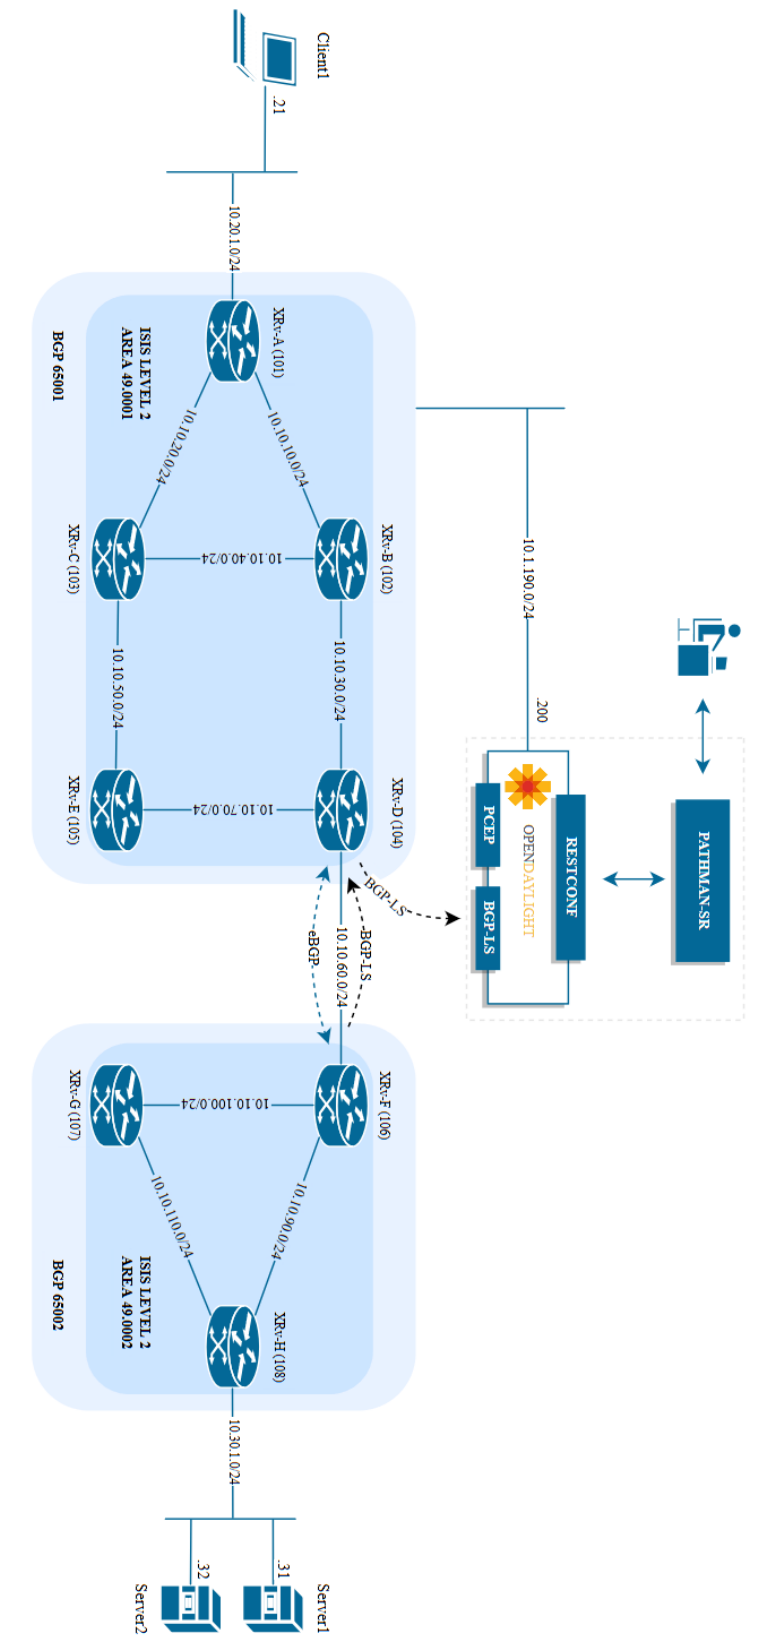 PATHMAN-SR
RESTCONF
OPENDAYLIGHT
PCEP
BGP-LS
.200
10.1.190.0/24
BGP-LS
BGP-LS
eBGP
10.10.60.0/24
Client1
.21
10.20.1.0/24
XRv-A (101)
10.10.10.0/24
10.10.20.0/24
ISIS LEVEL 2
AREA 49.0001
BGP 65001
XRv-B (102)
10.10.40.0/24
XRv-C (103)
10.10.30.0/24
10.10.50.0/24
XRv-D (104)
10.10.70.0/24
XRv-E (105)
XRv-F (106)
10.10.100.0/24
XRv-G (107)
10.10.90.0/24
10.10.110.0/24
ISIS LEVEL 2
AREA 49.0002
BGP 65002
XRv-H (108)
10.30.1.0/24
.31
Server1
.32
Server2